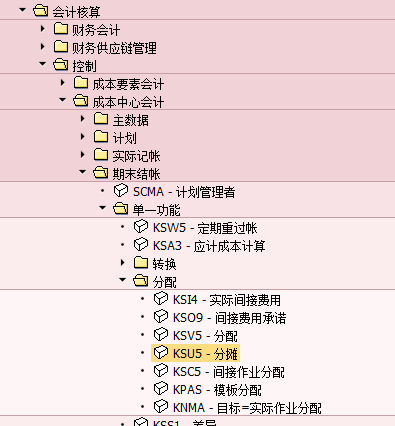 会计核算
财务会计
财务供应链管理
控制
成本要素会计
成本中心会计
主数据
计划
实际记帐
期末结帐
SCMA - 计划管理者
单一功能
KSW5 - 定期重过帐
KSA3 - 应计成本计算
转换
分配
KSI4 - 实际间接费用
KSO9 - 间接费用承诺
KSV5 - 分配
KSU5 - 分摊
KSC5 - 间接作业分配
KPAS - 模板分配
KNMA - 目标=实际作业分配
KSS1 - 差异